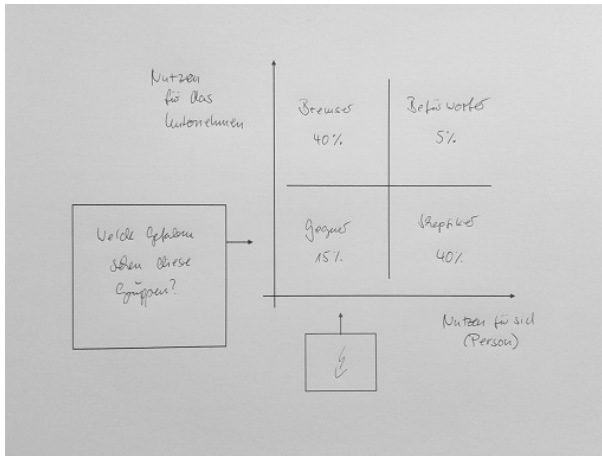 Nutzen
für das
Unternehmen
Bremser
40%
Befürworter
5%
Gegner
15%
Skeptiker
40%
Welche Gefahren
sehen diese
Gruppen?
Nutzen für sich
(Person)